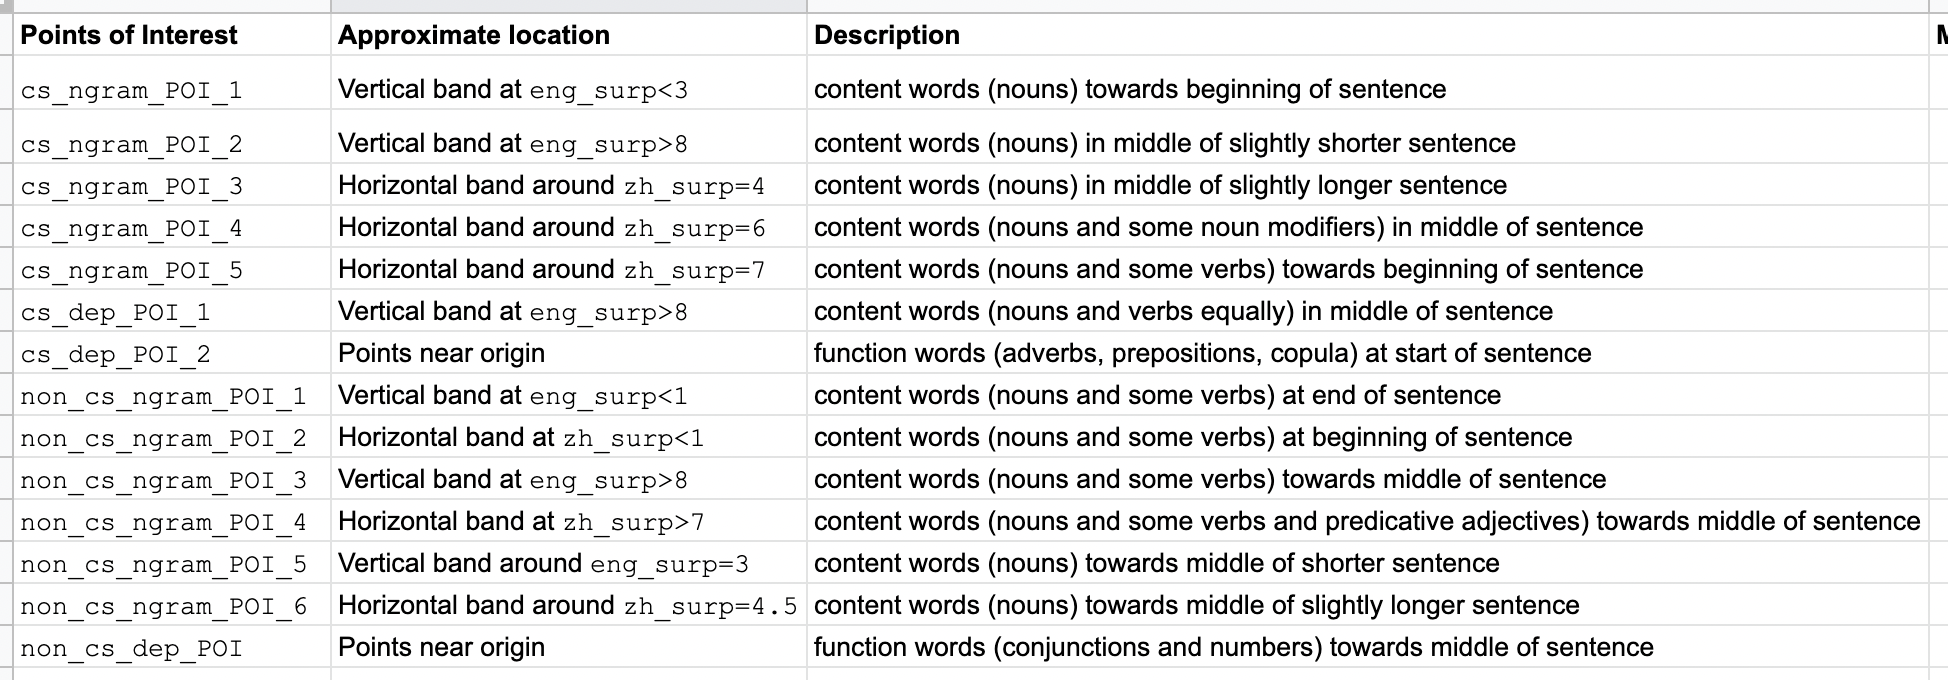 Points of Interest Approximate location Description
cs_ngram_POI_1 Vertical band at eng_surp<3 content words (nouns) towards beginning of sentence
cs_ngram_POI_2 Vertical band at eng_surp>8 content words (nouns) in middle of slightly shorter sentence
cs_ngram_POI_3 Horizontal band around zh_surp=4 content words (nouns) in middle of slightly longer sentence
cs_ngram_POI_4 Horizontal band around zh_surp=6 content words (nouns and some noun modifiers) in middle of sentence
cs_ngram_POI_5 Horizontal band around zh_surp=7 content words (nouns and some verbs) towards beginning of sentence
cs_dep_POI_1 Vertical band at eng_surp>8 content words (nouns and verbs equally) in middle of sentence
cs_dep_POI_2 Points near origin function words (adverbs, prepositions, copula) at start of sentence
non_cs_ngram_POI_1 Vertical band at eng_surp<1 content words (nouns and some verbs) at end of sentence
non_cs_ngram_POI_2 Horizontal band at zh_surp<1 content words (nouns and some verbs) at beginning of sentence
non_cs_ngram_POI_3 Vertical band at eng_surp>8 content words (nouns and some verbs) towards middle of sentence
non_cs_ngram_POI_4 Horizontal band at zh_surp>7 content words (nouns and some verbs and predicative adjectives) towards middle of sentence
non_cs_ngram_POI_5 Vertical band around eng_surp=3 content words (nouns) towards middle of shorter sentence
non_cs_ngram_POI_6 Horizontal band around zh_surp=4.5 content words (nouns) towards middle of slightly longer sentence
non_cs_dep_POI Points near origin function words (conjunctions and numbers) towards middle of sentence